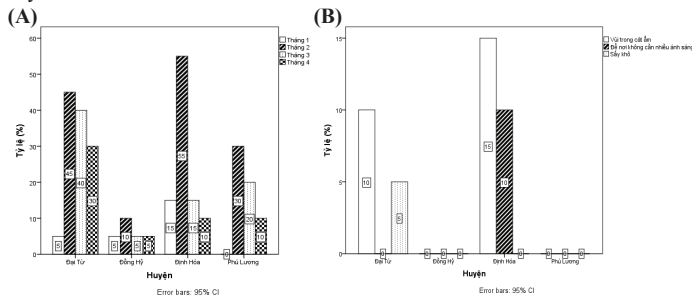 (A)
(B)
Tháng 1
Tháng 2
Tháng 3
Tháng 4
60
50
40
30
20
10
0
Tỷ lệ (%)
5
45
40
30
5
10
5
5
15
55
15
10
0
30
20
10
Đại Từ
Đồng Hỷ
Định Hóa
Phú Lương
Huyện
Error bars: 95% CI
Vùi trong cát ẩm
Để nơi không cần nhiều ánh sáng
Sấy khô
15
10
5
0
Tỷ lệ (%)
10
0
5
0
0
0
15
10
0
0
0
0
Đại Từ
Đồng Hỷ
Định Hóa
Phú Lương
Huyện
Error bars: 95% CI